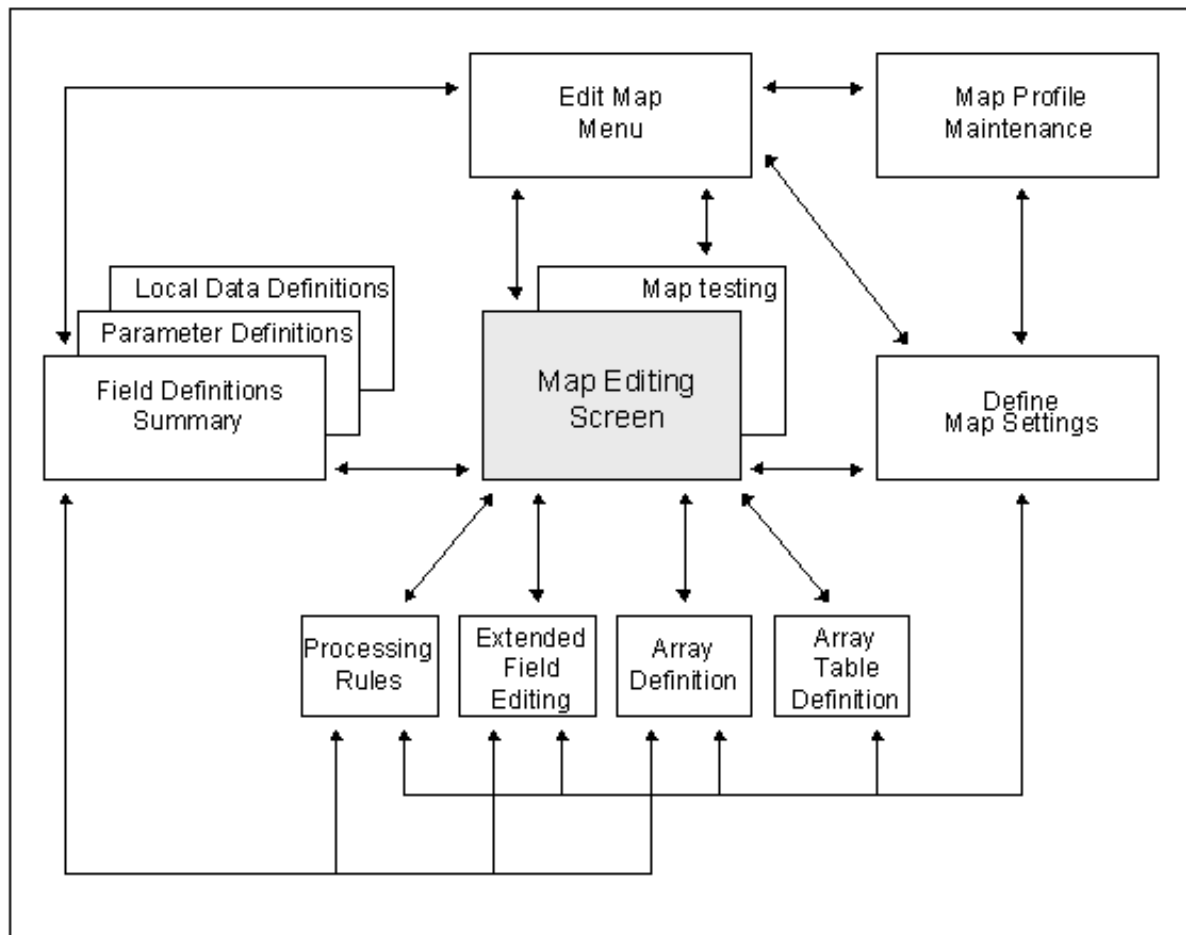 Edit Map
Menu
Map Profile
Maintenance
Local Data Definitions
Parameter Definitions
Field Definitions
Summary
Map testing
Map Editing
Screen
Define
Map Settings
Processing
Rules
Extended
Field
Editing
Array
Definition
Array
Table
Definition